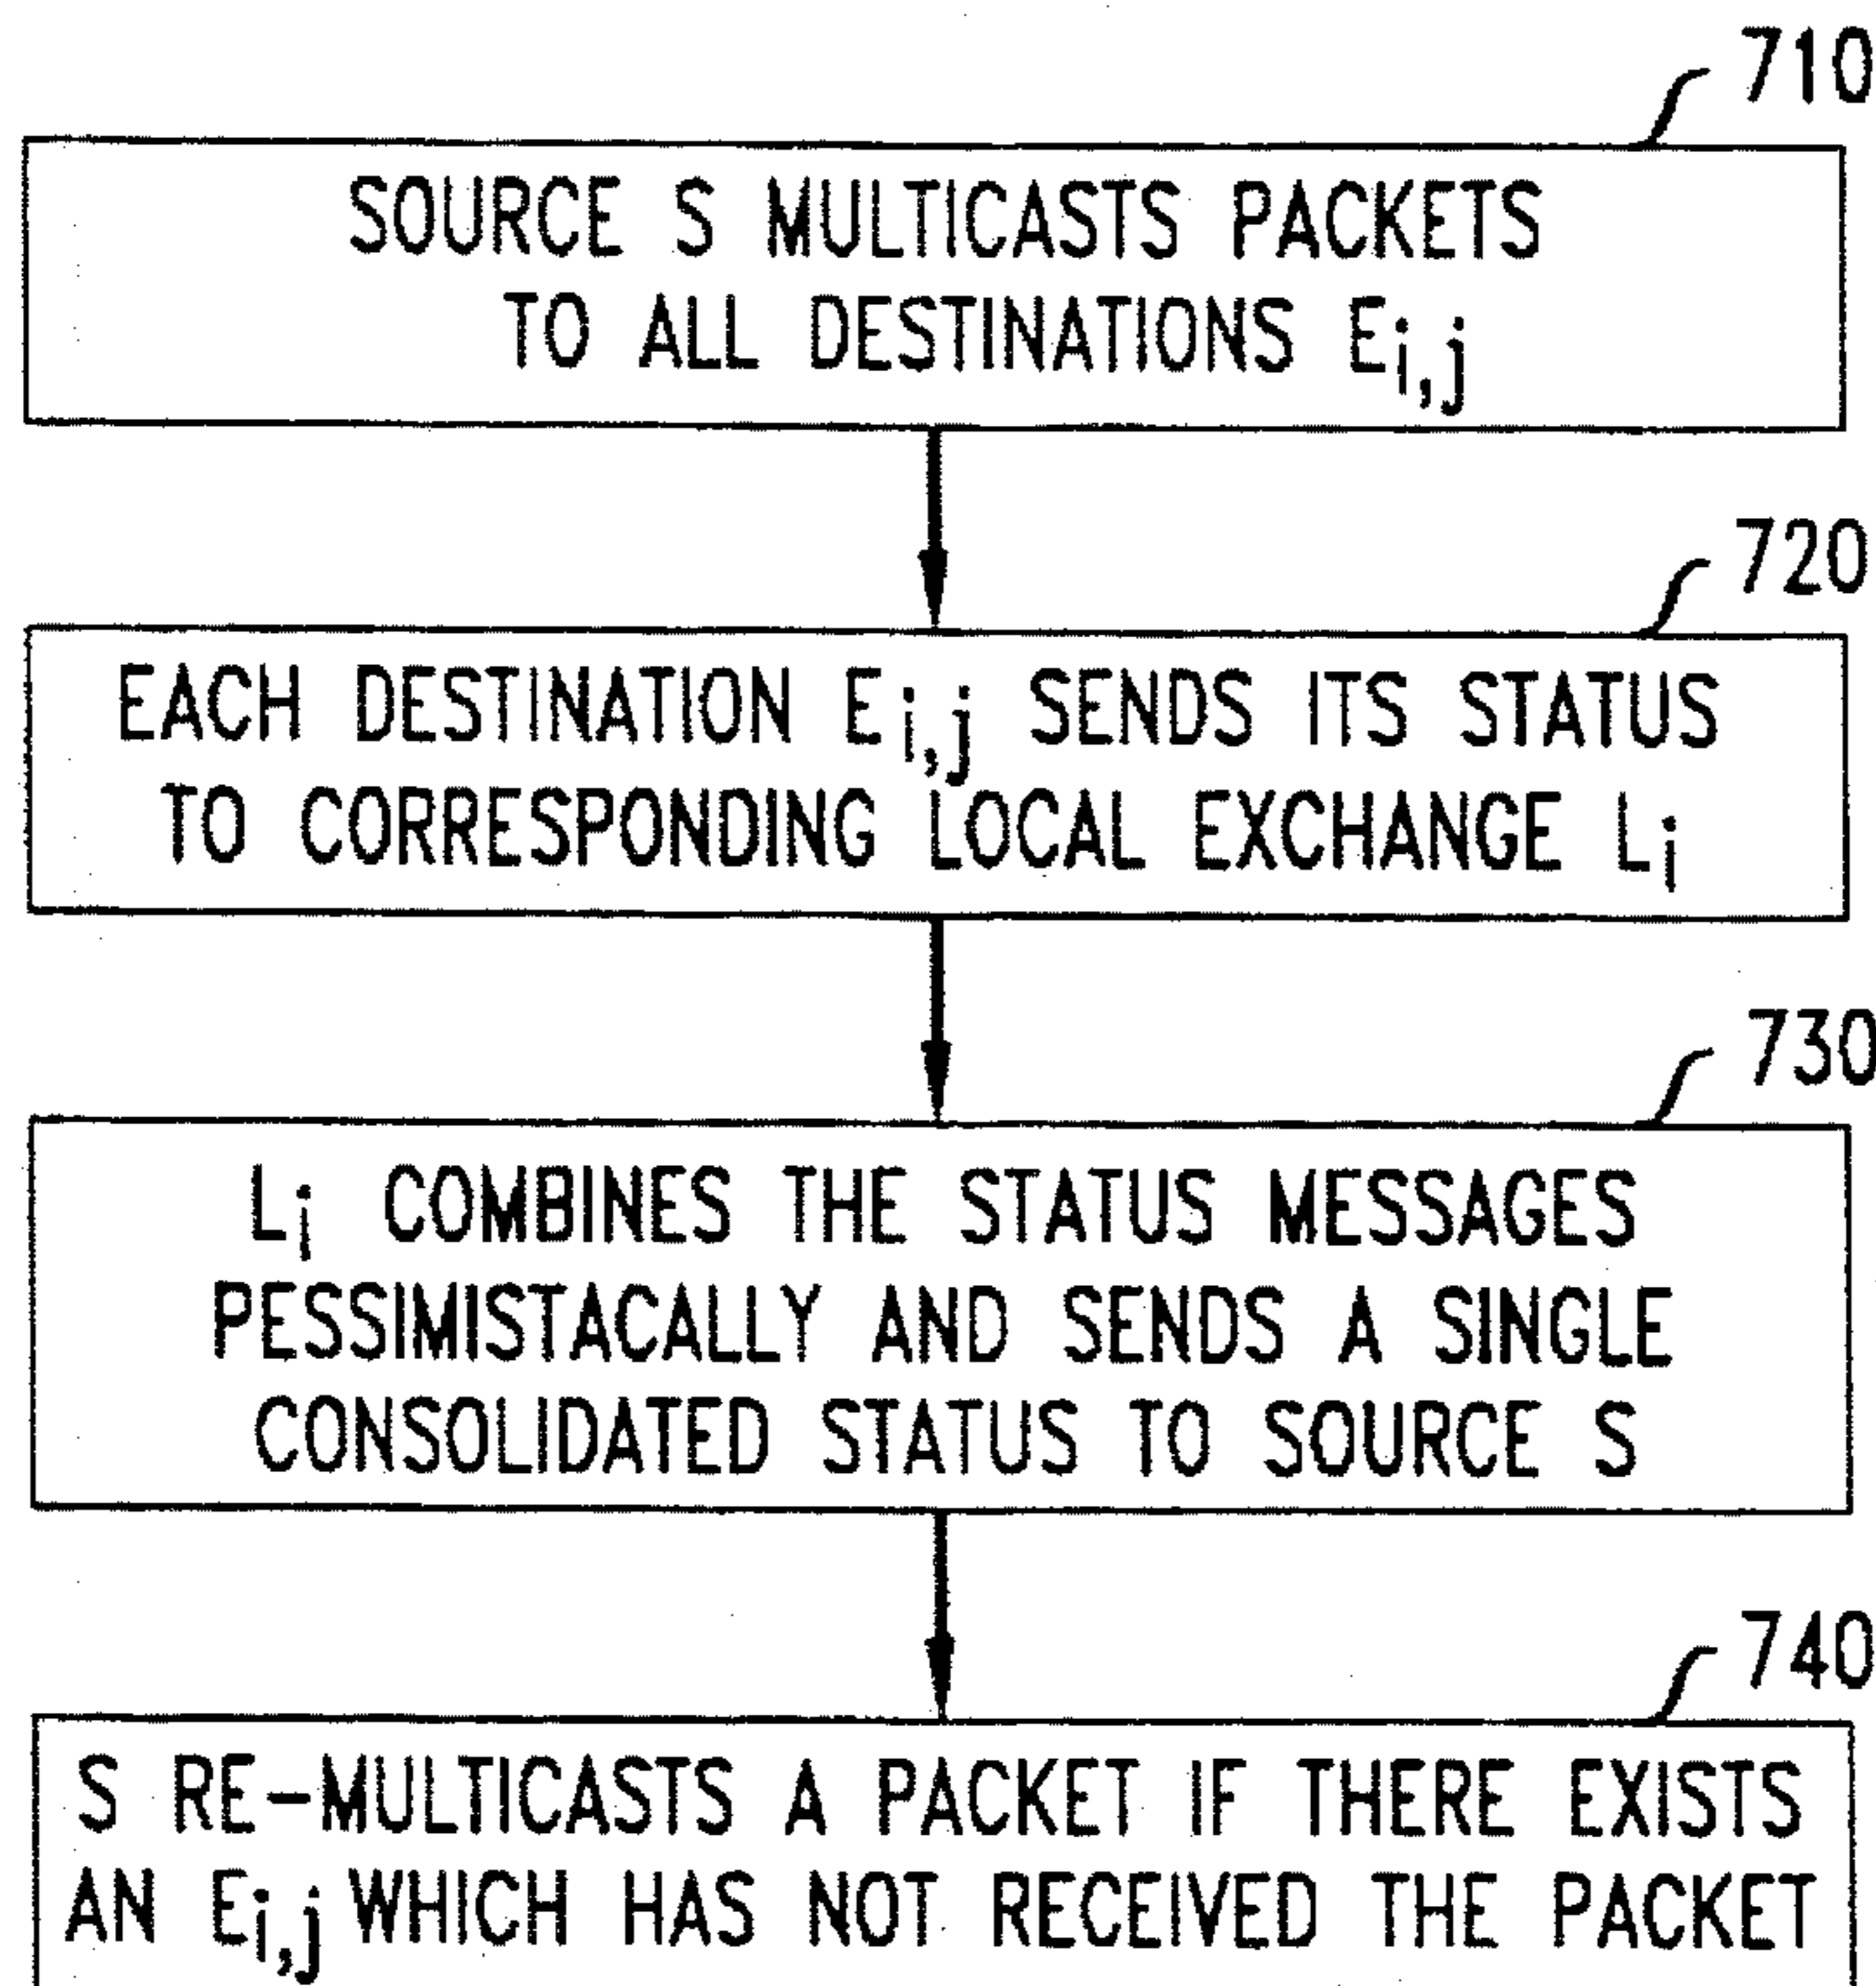 710
SOURCE S MULTICASTS PACKETS
TO ALL DESTINATIONS Ei,j
720
EACH DESTINATION Ei,j SENDS ITS STATUS
TO CORRESPONDING LOCAL EXCHANGE Li
730
Li COMBINES THE STATUS MESSAGES
PESSIMISTACALLY AND SENDS A SINGLE
CONSOLIDATED STATUS TO SOURCE S
740
S RE-MULTICASTS A PACKET IF THERE EXISTS
AN Ei,j WHICH HAS NOT RECEIVED THE PACKET